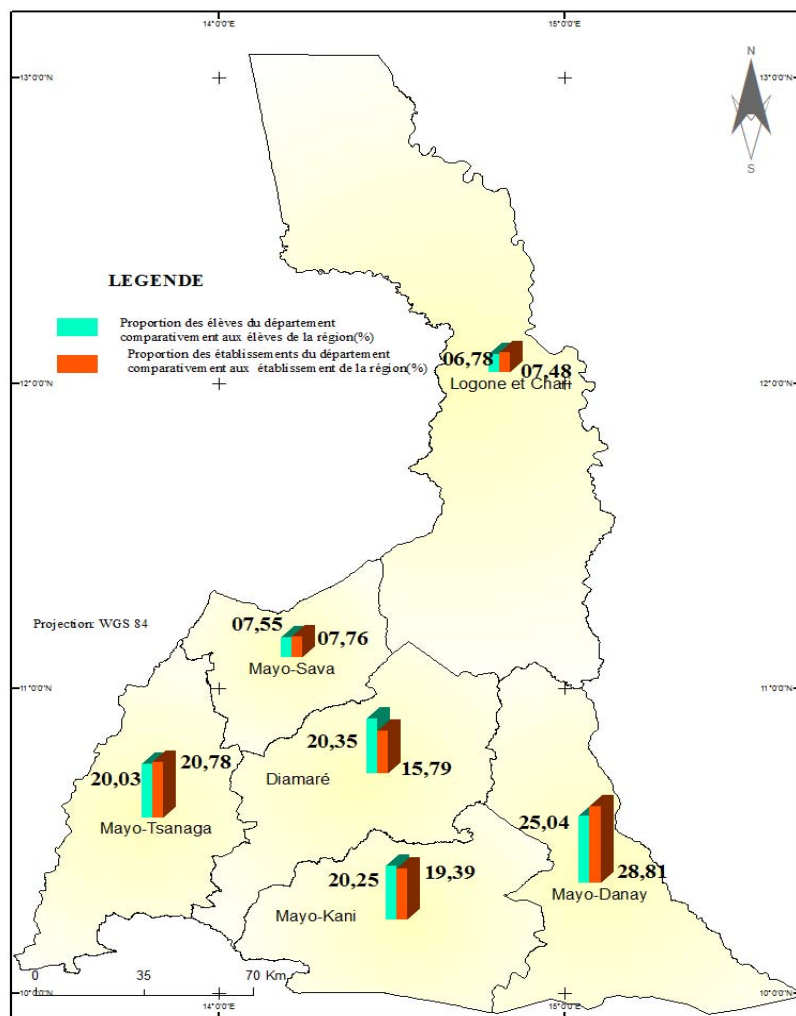 14°0'0"E 15°0'0"E
13°0'0"N 13°0'0"N
N
S
LEGENDE
Proportion des élèves du département
comparativement aux élèves de la région(%)
Proportion des établissements du département
comparativement aux établissement de la région(%)
06,78
07,48
Logone et Chari
12°0'0"N 12°0'0"N
Projection: WGS 84
07,55
07,76
Mayo-Sava
11°0'0"N 11°0'0"N
20,03
20,78
Mayo-Tsanaga
20,35
15,79
Diamaré
25,04
28,81
Mayo-Danay
20,25
19,39
Mayo-Kani
0 35 70 Km
10°0'0"N 10°0'0"N
14°0'0"E 15°0'0"E